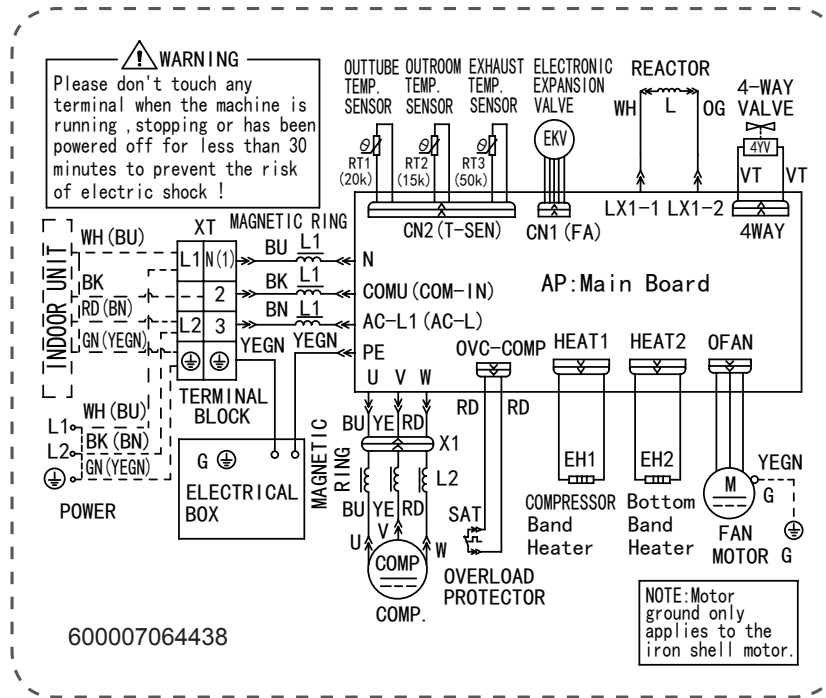 WARNING
Please don't touch any
terminal when the machine is
running ,stopping or has been
powered off for less than 30
minutes to prevent the risk
of electric shock !
OUTTUBE
TEMP.
SENSOR
OUTROOM
TEMP.
SENSOR
EXHAUST
TEMP.
SENSOR
ELECTRONIC
EXPANSION
VALVE
REACTOR
WH
L
OG
4-WAY
VALVE
θ
RT1
(20k)
θ
RT2
(15k)
θ
RT3
(50k)
EKV
4YV
VT
VT
CN2(T-SEN)
CN1(FA)
LX1-1
LX1-2
4WAY
INDOOR UNIT
WH(BU)
BK
RD(BN)
GN(YEGN)
XT
L1
N(1)
2
L2
3
TERMINAL
BLOCK
MAGNETIC RING
BU
L1
BK
L1
BN
L1
YEGN
YEGN
N
COMU(COM-IN)
AC-L1(AC-L)
PE
AP:Main Board
U
V
W
OVC-COMP
HEAT1
HEAT2
OFAN
L1
L2
WH(BU)
BK(BN)
GN(YEGN)
POWER
G
ELECTRICAL
BOX
MAGNETIC
RING
BU
YE
RD
X1
L2
BU
YE
RD
U
V
W
COMP
COMP.
RD
RD
SAT
OVERLOAD
PROTECTOR
EH1
COMPRESSOR
Band
Heater
EH2
Bottom
Band
Heater
M
G
YEGN
FAN
MOTOR
G
NOTE:Motor
ground only
applies to the
iron shell motor.
600007064438